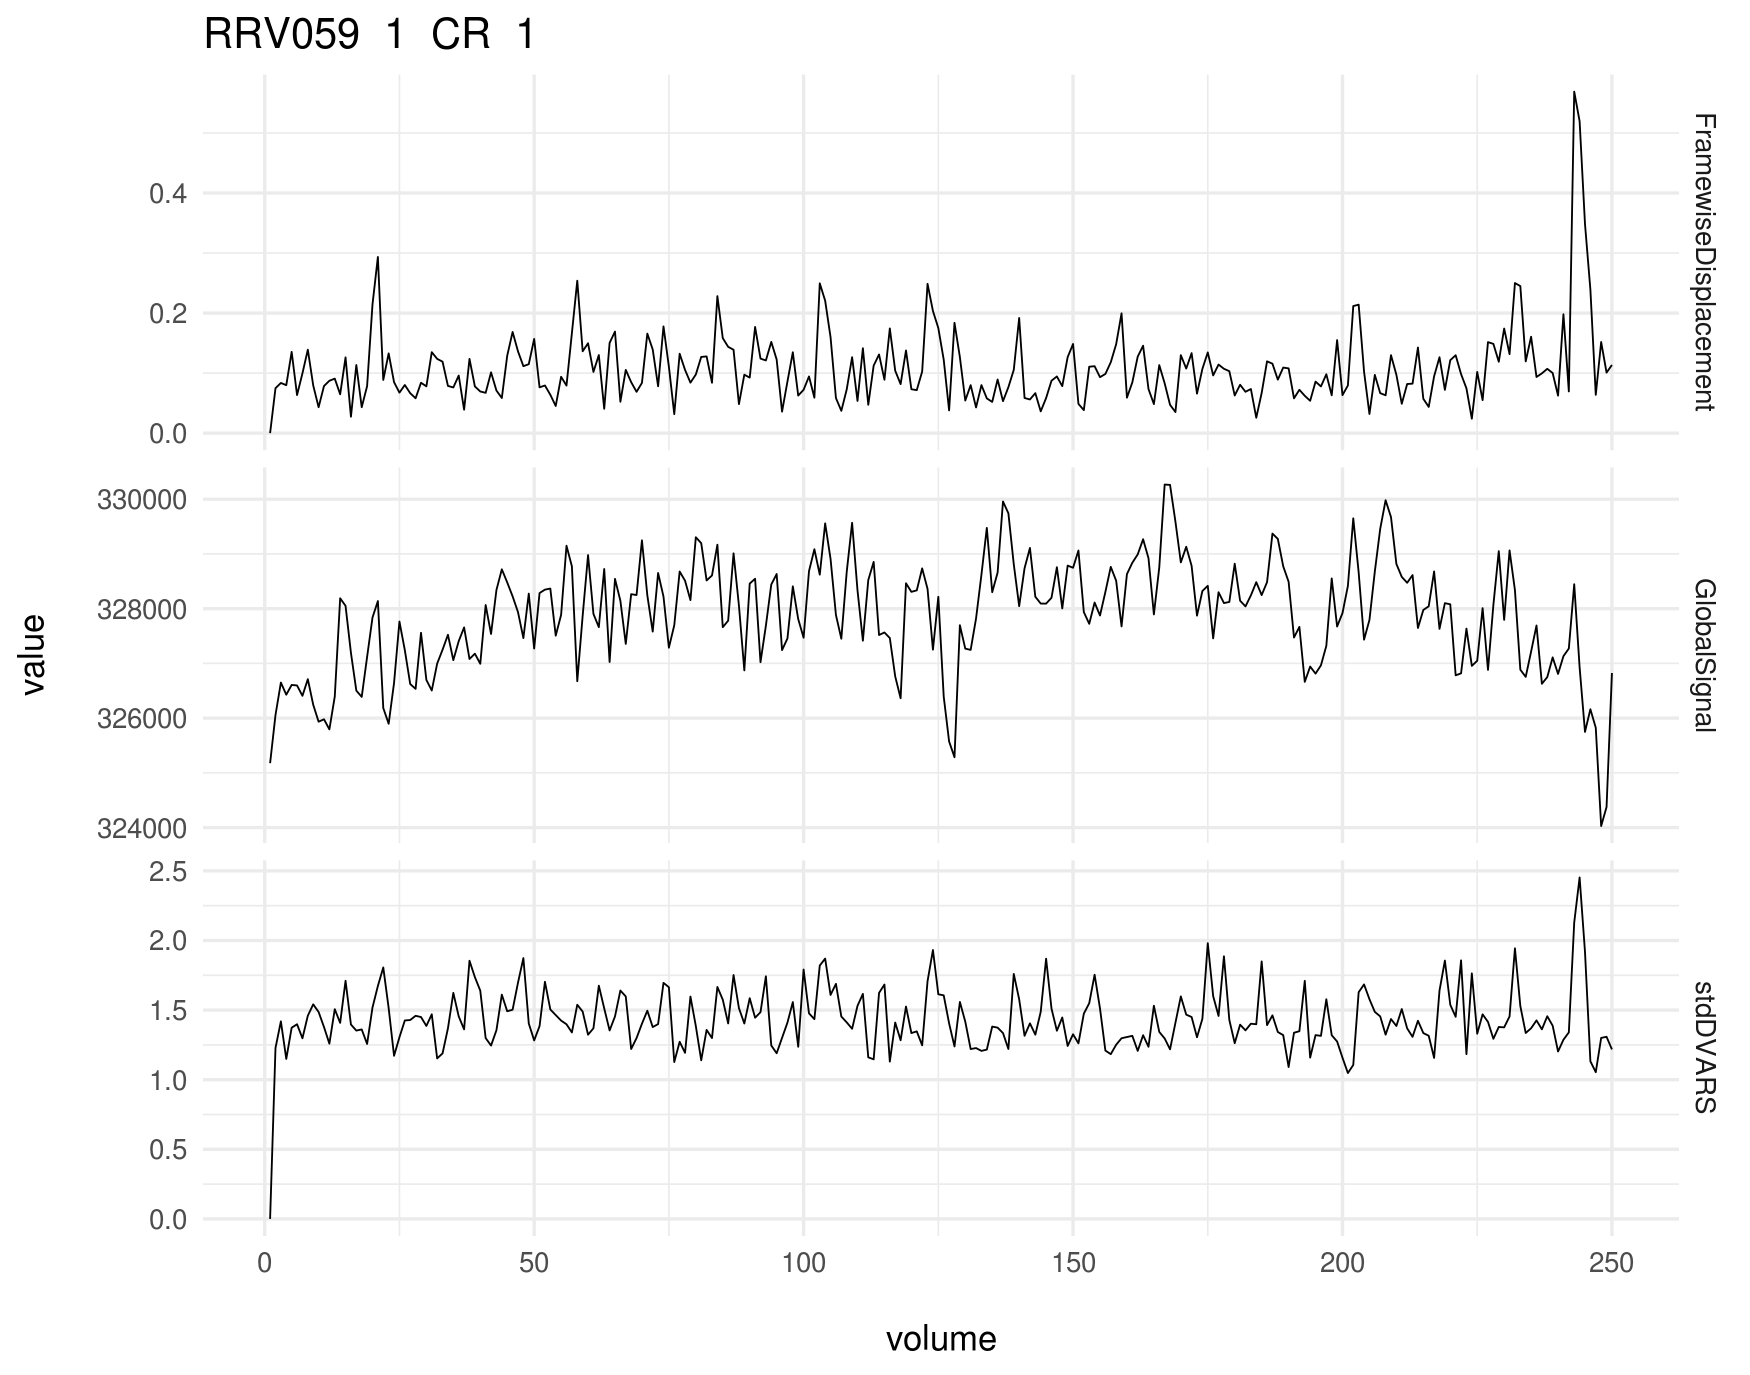 RRV059 1 CR 1
FramewiseDisplacement
0.4
0.2
0.0
GlobalSignal
330000
328000
326000
324000
stdDVARS
2.5
2.0
1.5
1.0
0.5
0.0
value
0 50 100 150 200 250
volume